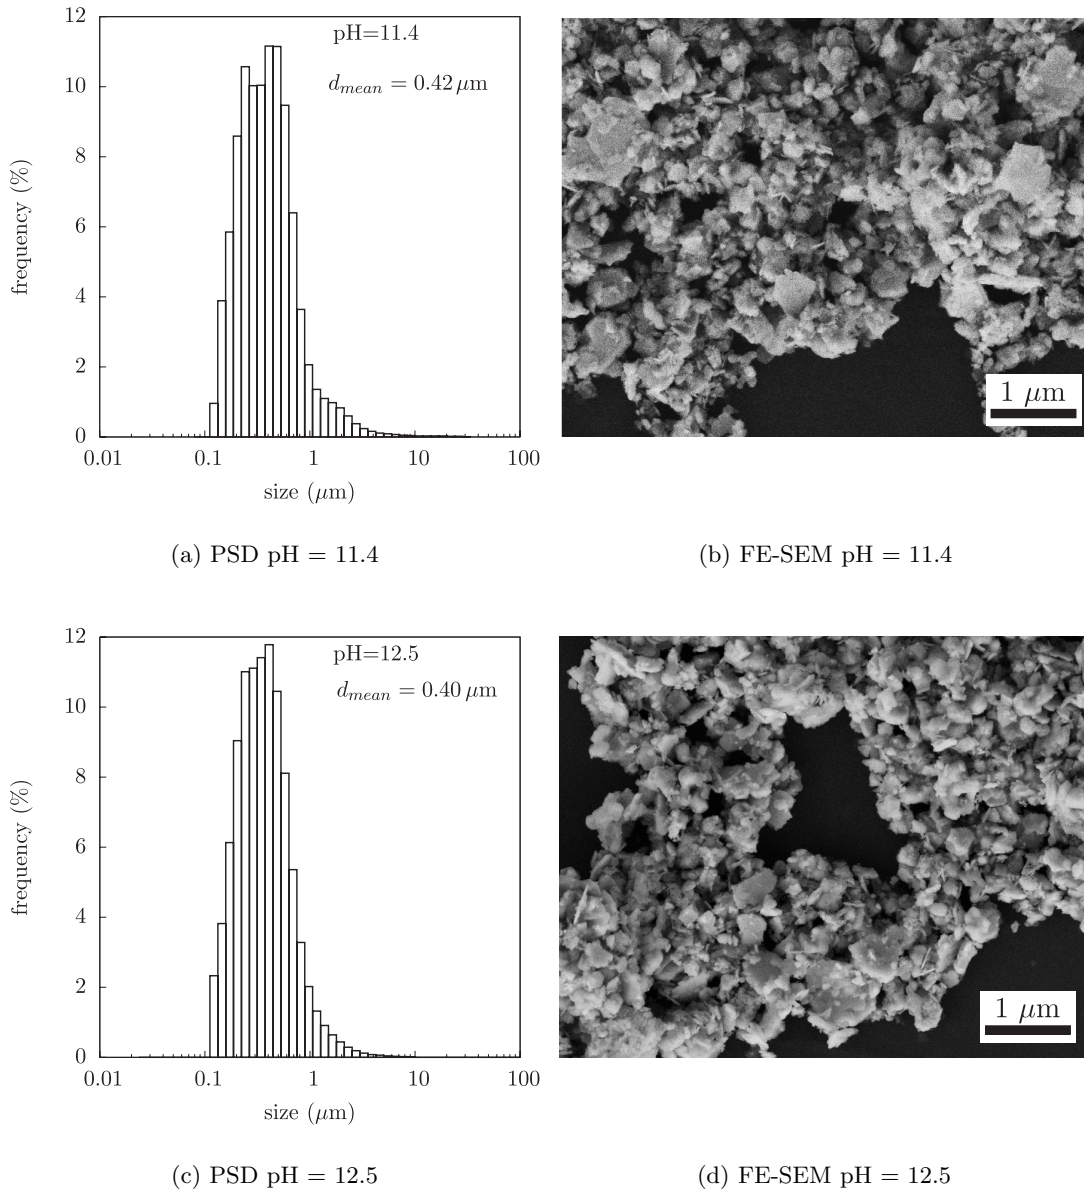 12
10
8
6
4
2
0
frequency (%)
pH=11.4
d_mean = 0.42 μm
0.01 0.1 1 10 100
size (μm)
1 μm
(a) PSD pH = 11.4
(b) FE-SEM pH = 11.4
12
10
8
6
4
2
0
frequency (%)
pH=12.5
d_mean = 0.40 μm
0.01 0.1 1 10 100
size (μm)
1 μm
(c) PSD pH = 12.5
(d) FE-SEM pH = 12.5